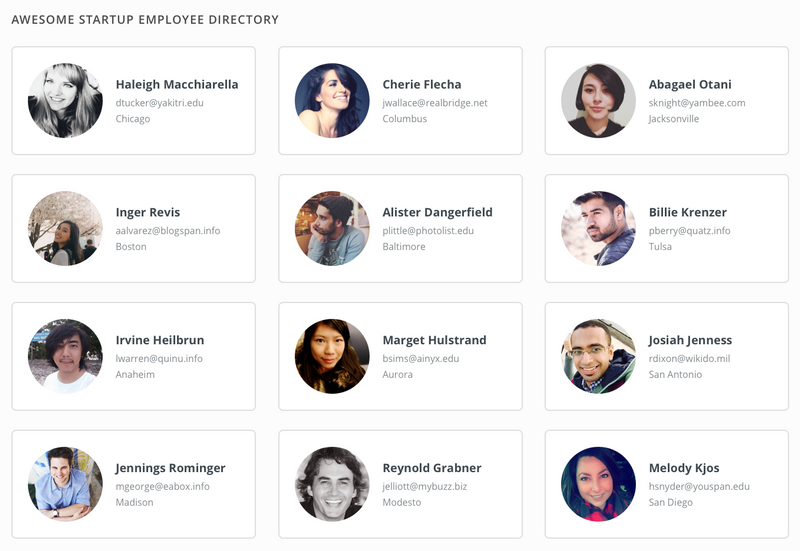 AWESOME STARTUP EMPLOYEE DIRECTORY
Haleigh Macchiarella
dtucker@yakitri.edu
Chicago
Cherie Flecha
jwallace@realbridge.net
Columbus
Abagael Otani
sknight@yambee.com
Jacksonville
Inger Revis
aalvarez@blogspan.info
Boston
Alister Dangerfield
plittle@photolist.edu
Baltimore
Billie Krenzer
pberry@quatz.info
Tulsa
Irvine Heilbrun
lwarren@quinu.info
Anaheim
Marget Hulstrand
bsims@ainyx.edu
Aurora
Josiah Jenness
rdixon@wikido.mil
San Antonio
Jennings Rominger
mgeorge@eabox.info
Madison
Reynold Grabner
jelliott@mybuzz.biz
Modesto
Melody Kjos
hsnyder@youspan.edu
San Diego